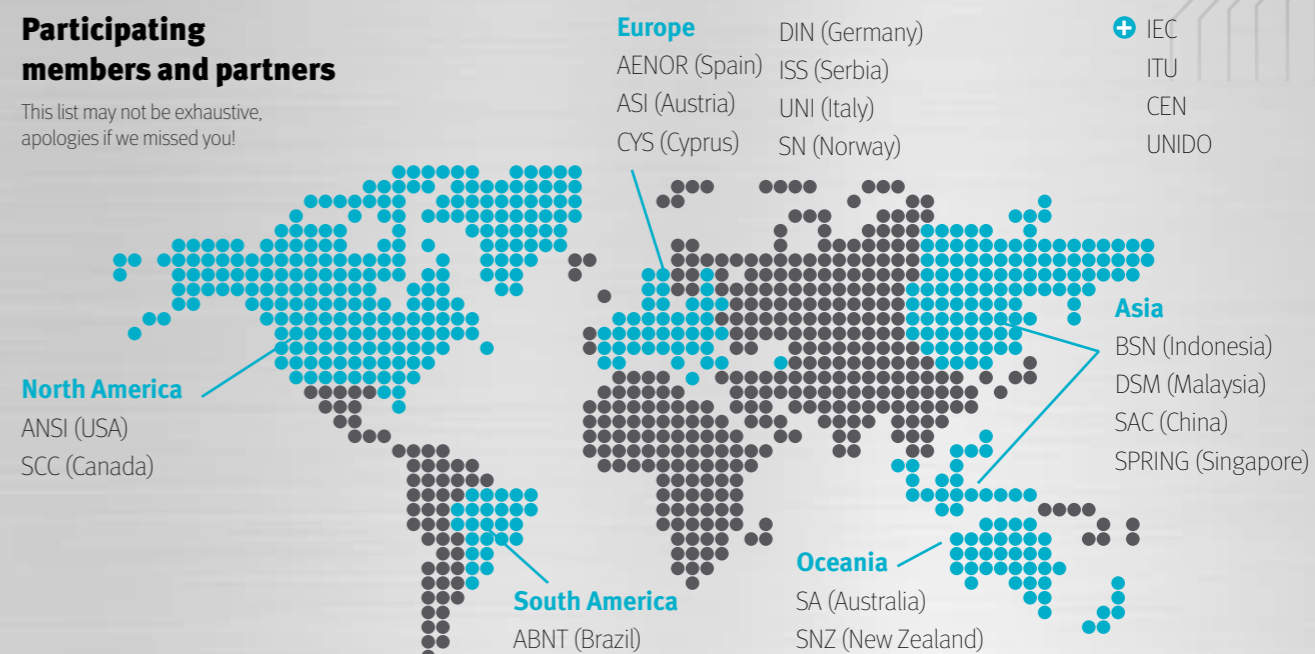 Participating
members and partners
This list may not be exhaustive,
apologies if we missed you!
Europe
AENOR (Spain)
ASI (Austria)
CYS (Cyprus)
DIN (Germany)
ISS (Serbia)
UNI (Italy)
SN (Norway)
+ IEC
ITU
CEN
UNIDO
North America
ANSI (USA)
SCC (Canada)
Asia
BSN (Indonesia)
DSM (Malaysia)
SAC (China)
SPRING (Singapore)
South America
ABNT (Brazil)
Oceania
SA (Australia)
SNZ (New Zealand)